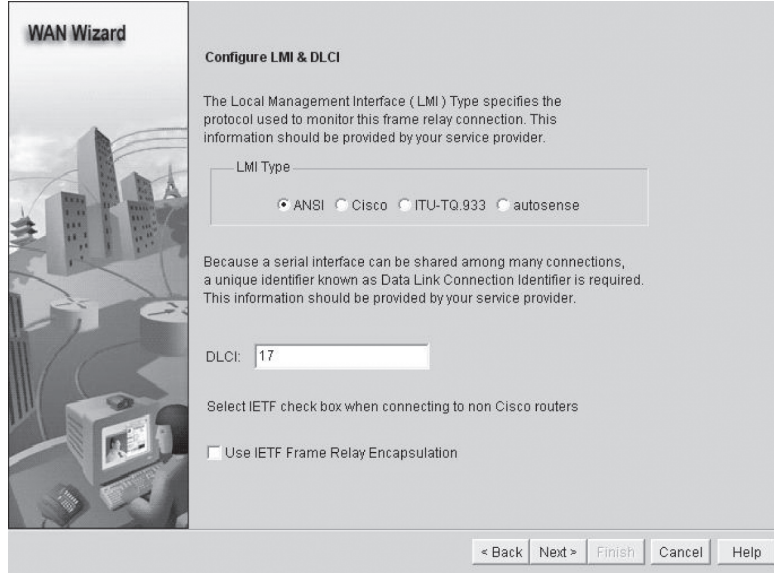 WAN Wizard
Configure LMI & DLCI
The Local Management Interface ( LMI ) Type specifies the
protocol used to monitor this frame relay connection. This
information should be provided by your service provider.
LMI Type
ANSI Cisco ITU-TQ.933 autosense
Because a serial interface can be shared among many connections,
a unique identifier known as Data Link Connection Identifier is required.
This information should be provided by your service provider.
DLCI: 17
Select IETF check box when connecting to non Cisco routers
Use IETF Frame Relay Encapsulation
< Back Next > Finish Cancel Help